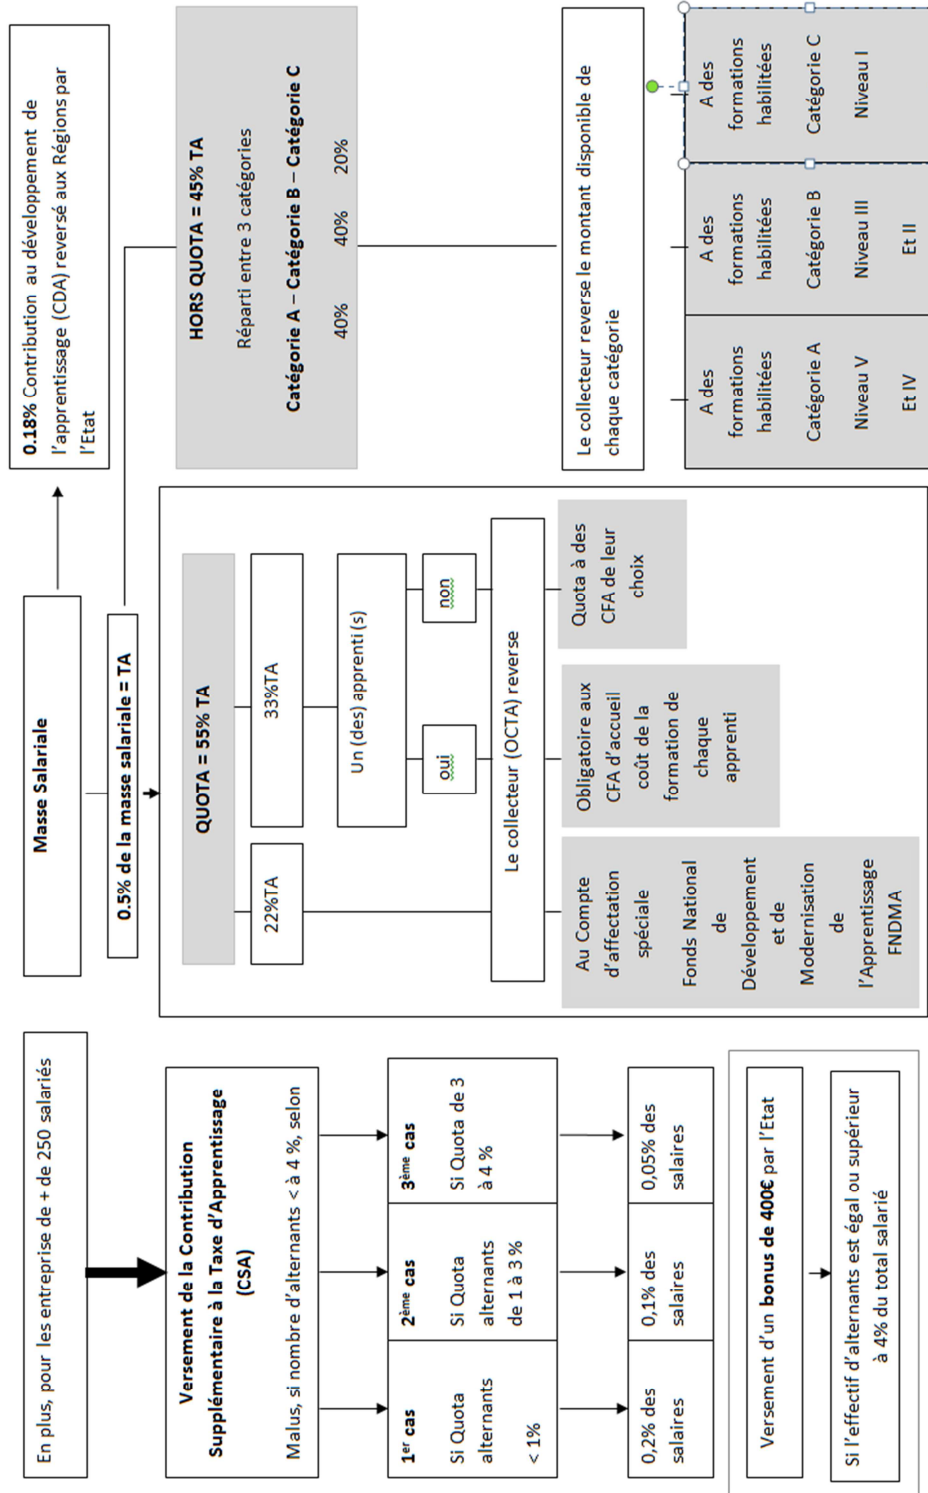 En plus, pour les entreprise de + de 250 salariés
Versement de la Contribution
Supplémentaire à la Taxe d’Apprentissage
(CSA)
Malus, si nombre d’alternants < à 4 %, selon
1er cas
Si Quota
alternants
< 1%
2ème cas
Si Quota
alternants
de 1 à 3 %
3ème cas
Si Quota de 3
à 4 %
0,2% des
salaires
0,1% des
salaires
0,05% des
salaires
Versement d’un bonus de 400€ par l’Etat
Si l’effectif d’alternants est égal ou supérieur
à 4% du total salarié
Masse Salariale
0.5% de la masse salariale = TA
QUOTA = 55% TA
22%TA
33%TA
Un (des) apprenti (s)
oui
non
Le collecteur (OCTA) reverse
Au Compte
d’affectation
spéciale
Fonds National
de
Développement
et de
Modernisation
de
l’Apprentissage
FNDMA
Obligatoire aux
CFA d’accueil
coût de la
formation de
chaque
apprenti
Quota à des
CFA de leur
choix
0.18% Contribution au développement de
l’apprentissage (CDA) reversé aux Régions par
l’Etat
HORS QUOTA = 45% TA
Réparti entre 3 catégories
Catégorie A – Catégorie B – Catégorie C
40% 40% 20%
Le collecteur reverse le montant disponible de
chaque catégorie
A des
formations
habilitées
Catégorie A
Niveau V
Et IV
A des
formations
habilitées
Catégorie B
Niveau III
Et II
A des
formations
habilitées
Catégorie C
Niveau I